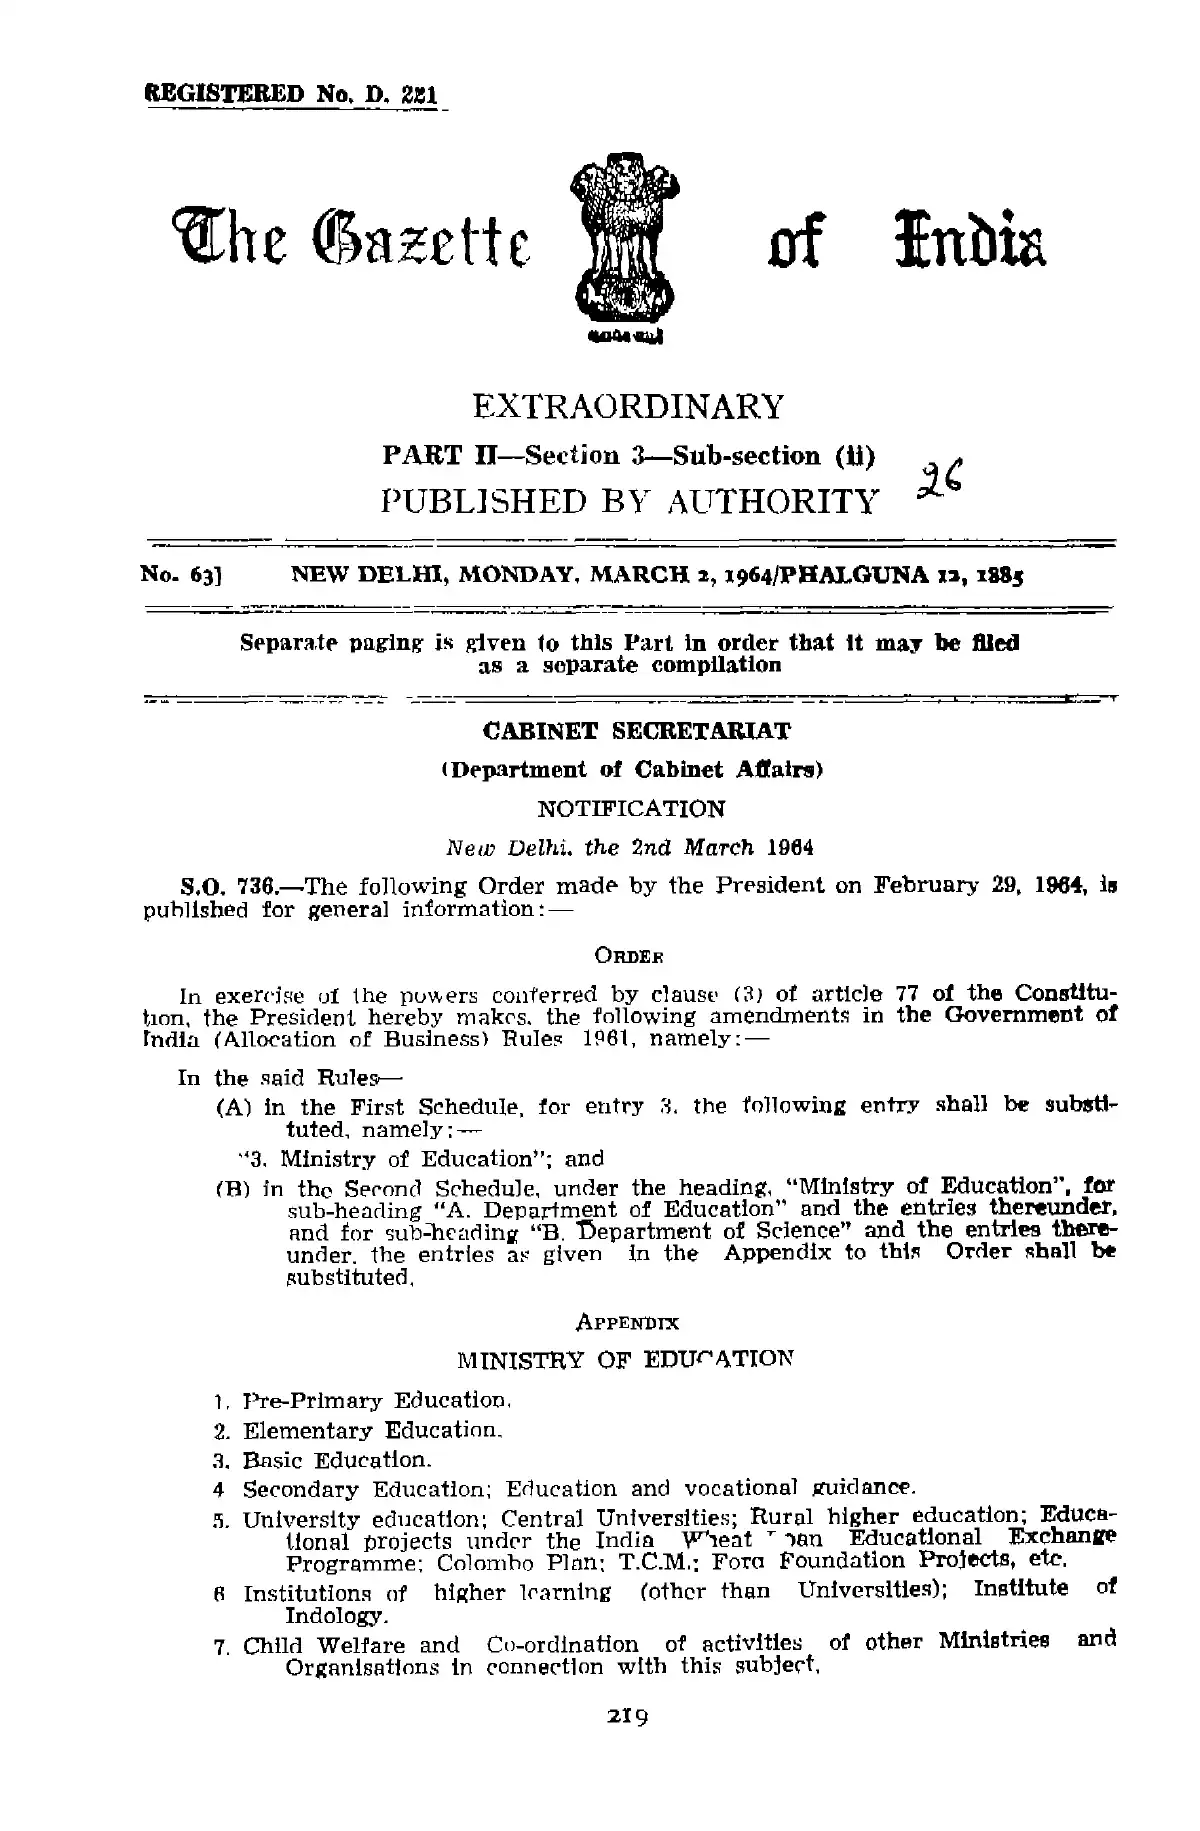 REGISTERED No. D. 221
The Gazette of India
EXTRAORDINARY
PART II—Section 3—Sub-section (ii)
PUBLISHED BY AUTHORITY
26
No. 63] NEW DELHI, MONDAY, MARCH 2, 1964/PHALGUNA 12, 1885
Separate paging is given to this Part in order that it may be filed
as a separate compilation
CABINET SECRETARIAT
(Department of Cabinet Affairs)
NOTIFICATION
New Delhi, the 2nd March 1964
S.O. 736.—The following Order made by the President on February 29, 1964, is
published for general information:—
ORDER
In exercise of the powers conferred by clause (3) of article 77 of the Constitu-
tion, the President hereby makes, the following amendments in the Government of
India (Allocation of Business) Rules 1961, namely:—
In the said Rules—
(A) in the First Schedule, for entry 3, the following entry shall be substi-
tuted, namely:—
"3. Ministry of Education"; and
(B) in the Second Schedule, under the heading, "Ministry of Education", for
sub-heading "A. Department of Education" and the entries thereunder,
and for sub-heading "B. Department of Science" and the entries there-
under, the entries as given in the Appendix to this Order shall be
substituted.
APPENDIX
MINISTRY OF EDUCATION
1. Pre-Primary Education.
2. Elementary Education.
3. Basic Education.
4 Secondary Education; Education and vocational guidance.
5. University education; Central Universities; Rural higher education; Educa-
tional projects under the India Wheat Loan Educational Exchange
Programme; Colombo Plan; T.C.M.; Ford Foundation Projects, etc.
6 Institutions of higher learning (other than Universities); Institute of
Indology.
7. Child Welfare and Co-ordination of activities of other Ministries and
Organisations in connection with this subject.
219